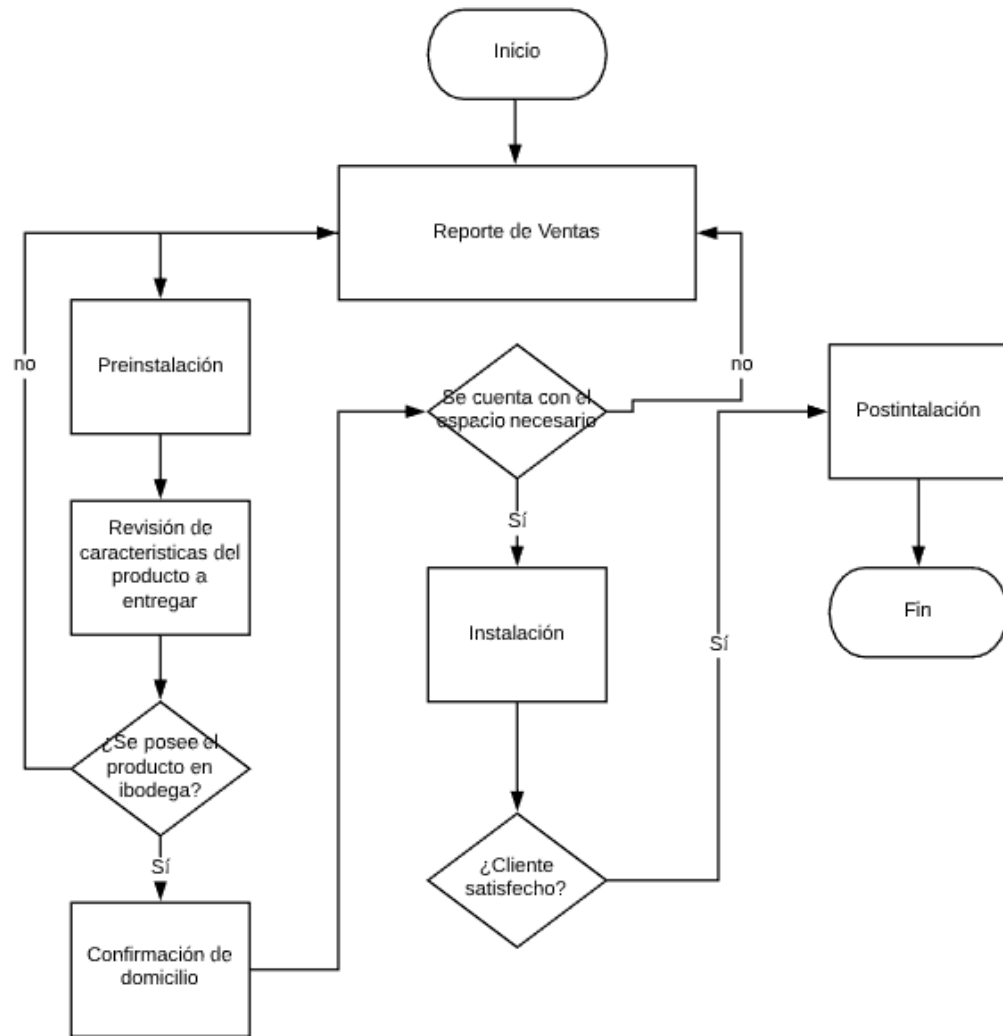 Inicio
Reporte de Ventas
no
Preinstalación
Se cuenta con el
espacio necesario
no
Postintalación
Revisión de
caracteristicas del
producto a
entregar
Sí
Instalación
Sí
Fin
¿Se posee el
producto en
ibodega?
Sí
¿Cliente
satisfecho?
Confirmación de
domicilio